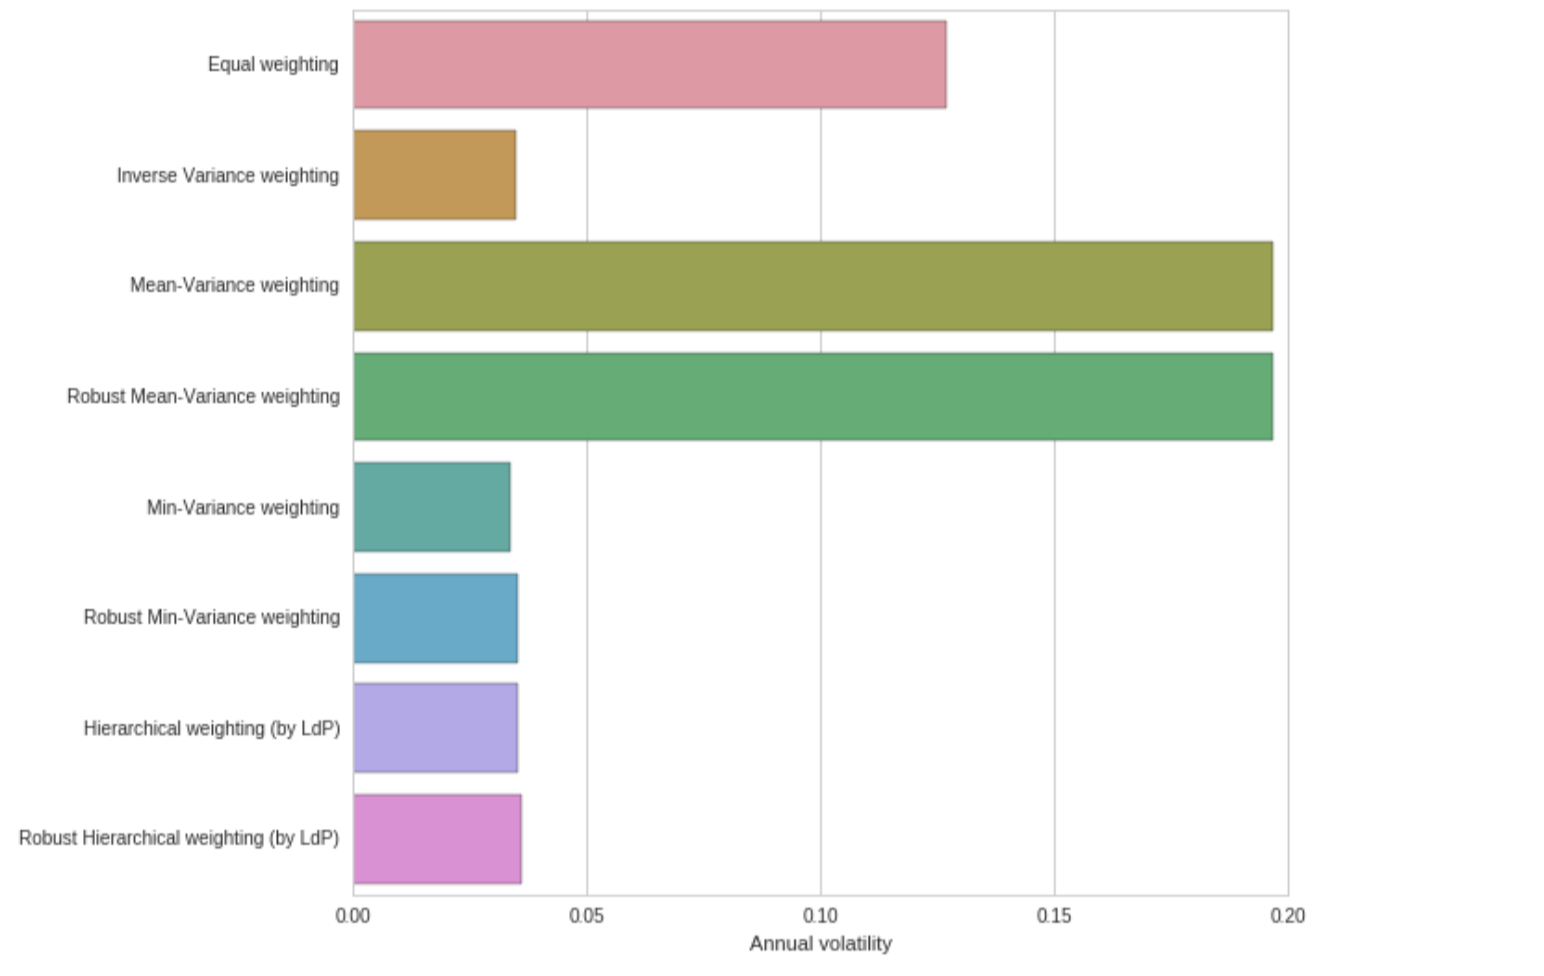 Equal weighting
Inverse Variance weighting
Mean-Variance weighting
Robust Mean-Variance weighting
Min-Variance weighting
Robust Min-Variance weighting
Hierarchical weighting (by LdP)
Robust Hierarchical weighting (by LdP)
0.00 0.05 0.10 0.15 0.20
Annual volatility